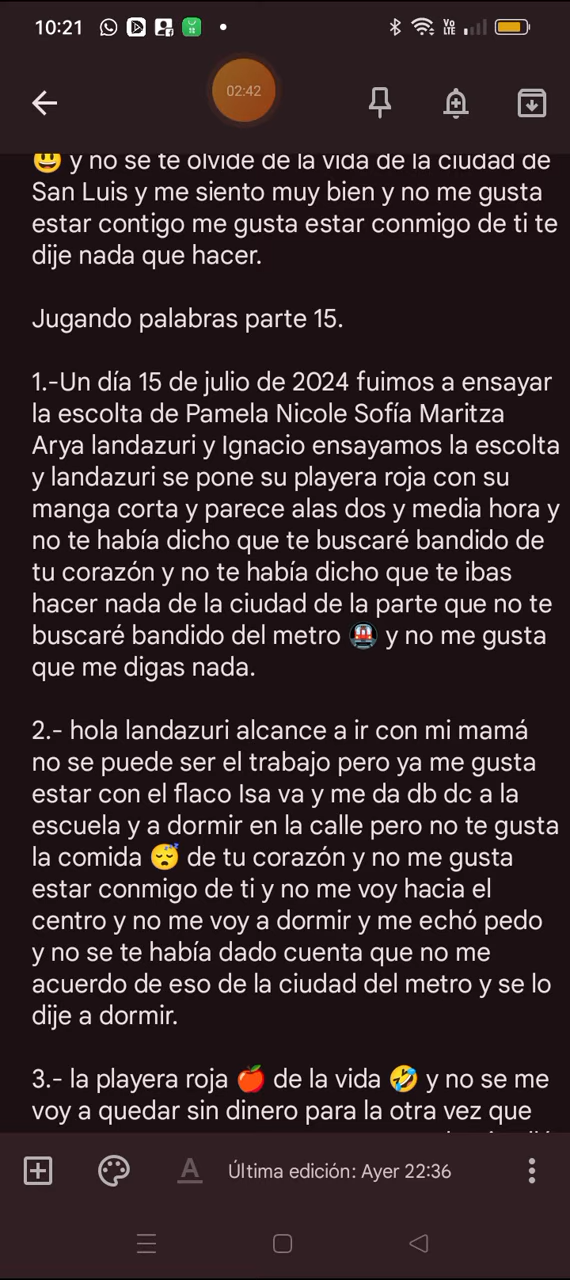 10:21
Vo LTE
02:42
😃 y no se te olvide de la vida de la ciudad de
San Luis y me siento muy bien y no me gusta
estar contigo me gusta estar conmigo de ti te
dije nada que hacer.
Jugando palabras parte 15.
1.-Un día 15 de julio de 2024 fuimos a ensayar
la escolta de Pamela Nicole Sofía Maritza
Arya landazuri y Ignacio ensayamos la escolta
y landazuri se pone su playera roja con su
manga corta y parece alas dos y media hora y
no te había dicho que te buscaré bandido de
tu corazón y no te había dicho que te ibas
hacer nada de la ciudad de la parte que no te
buscaré bandido del metro 🚇 y no me gusta
que me digas nada.
2.- hola landazuri alcance a ir con mi mamá
no se puede ser el trabajo pero ya me gusta
estar con el flaco Isa va y me da db dc a la
escuela y a dormir en la calle pero no te gusta
la comida 😴 de tu corazón y no me gusta
estar conmigo de ti y no me voy hacia el
centro y no me voy a dormir y me echó pedo
y no se te había dado cuenta que no me
acuerdo de eso de la ciudad del metro y se lo
dije a dormir.
3.- la playera roja 🍎 de la vida 🤣 y no se me
voy a quedar sin dinero para la otra vez que
A
Última edición: Ayer 22:36